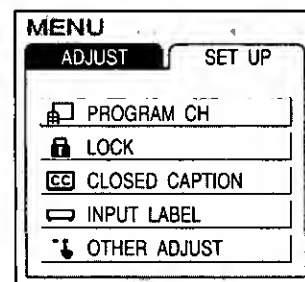 MENU
ADJUST SET UP
PROGRAM CH
LOCK
CC CLOSED CAPTION
INPUT LABEL
OTHER ADJUST